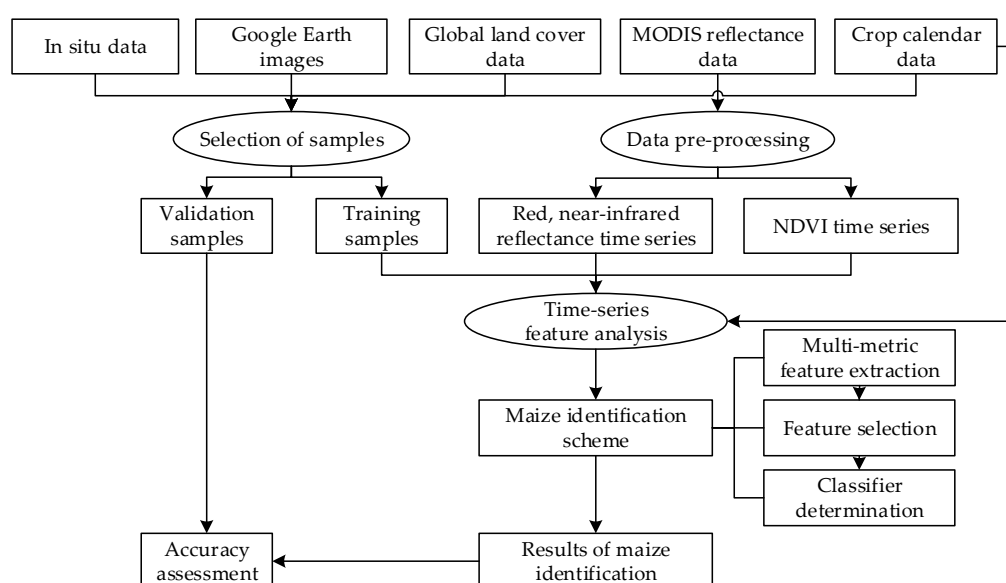 In situ data
Google Earth
images
Global land cover
data
MODIS reflectance
data
Crop calendar
data
Selection of samples
Data pre-processing
Validation
samples
Training
samples
Red, near-infrared
reflectance time series
NDVI time series
Time-series
feature analysis
Multi-metric
feature extraction
Maize identification
scheme
Feature selection
Classifier
determination
Accuracy
assessment
Results of maize
identification